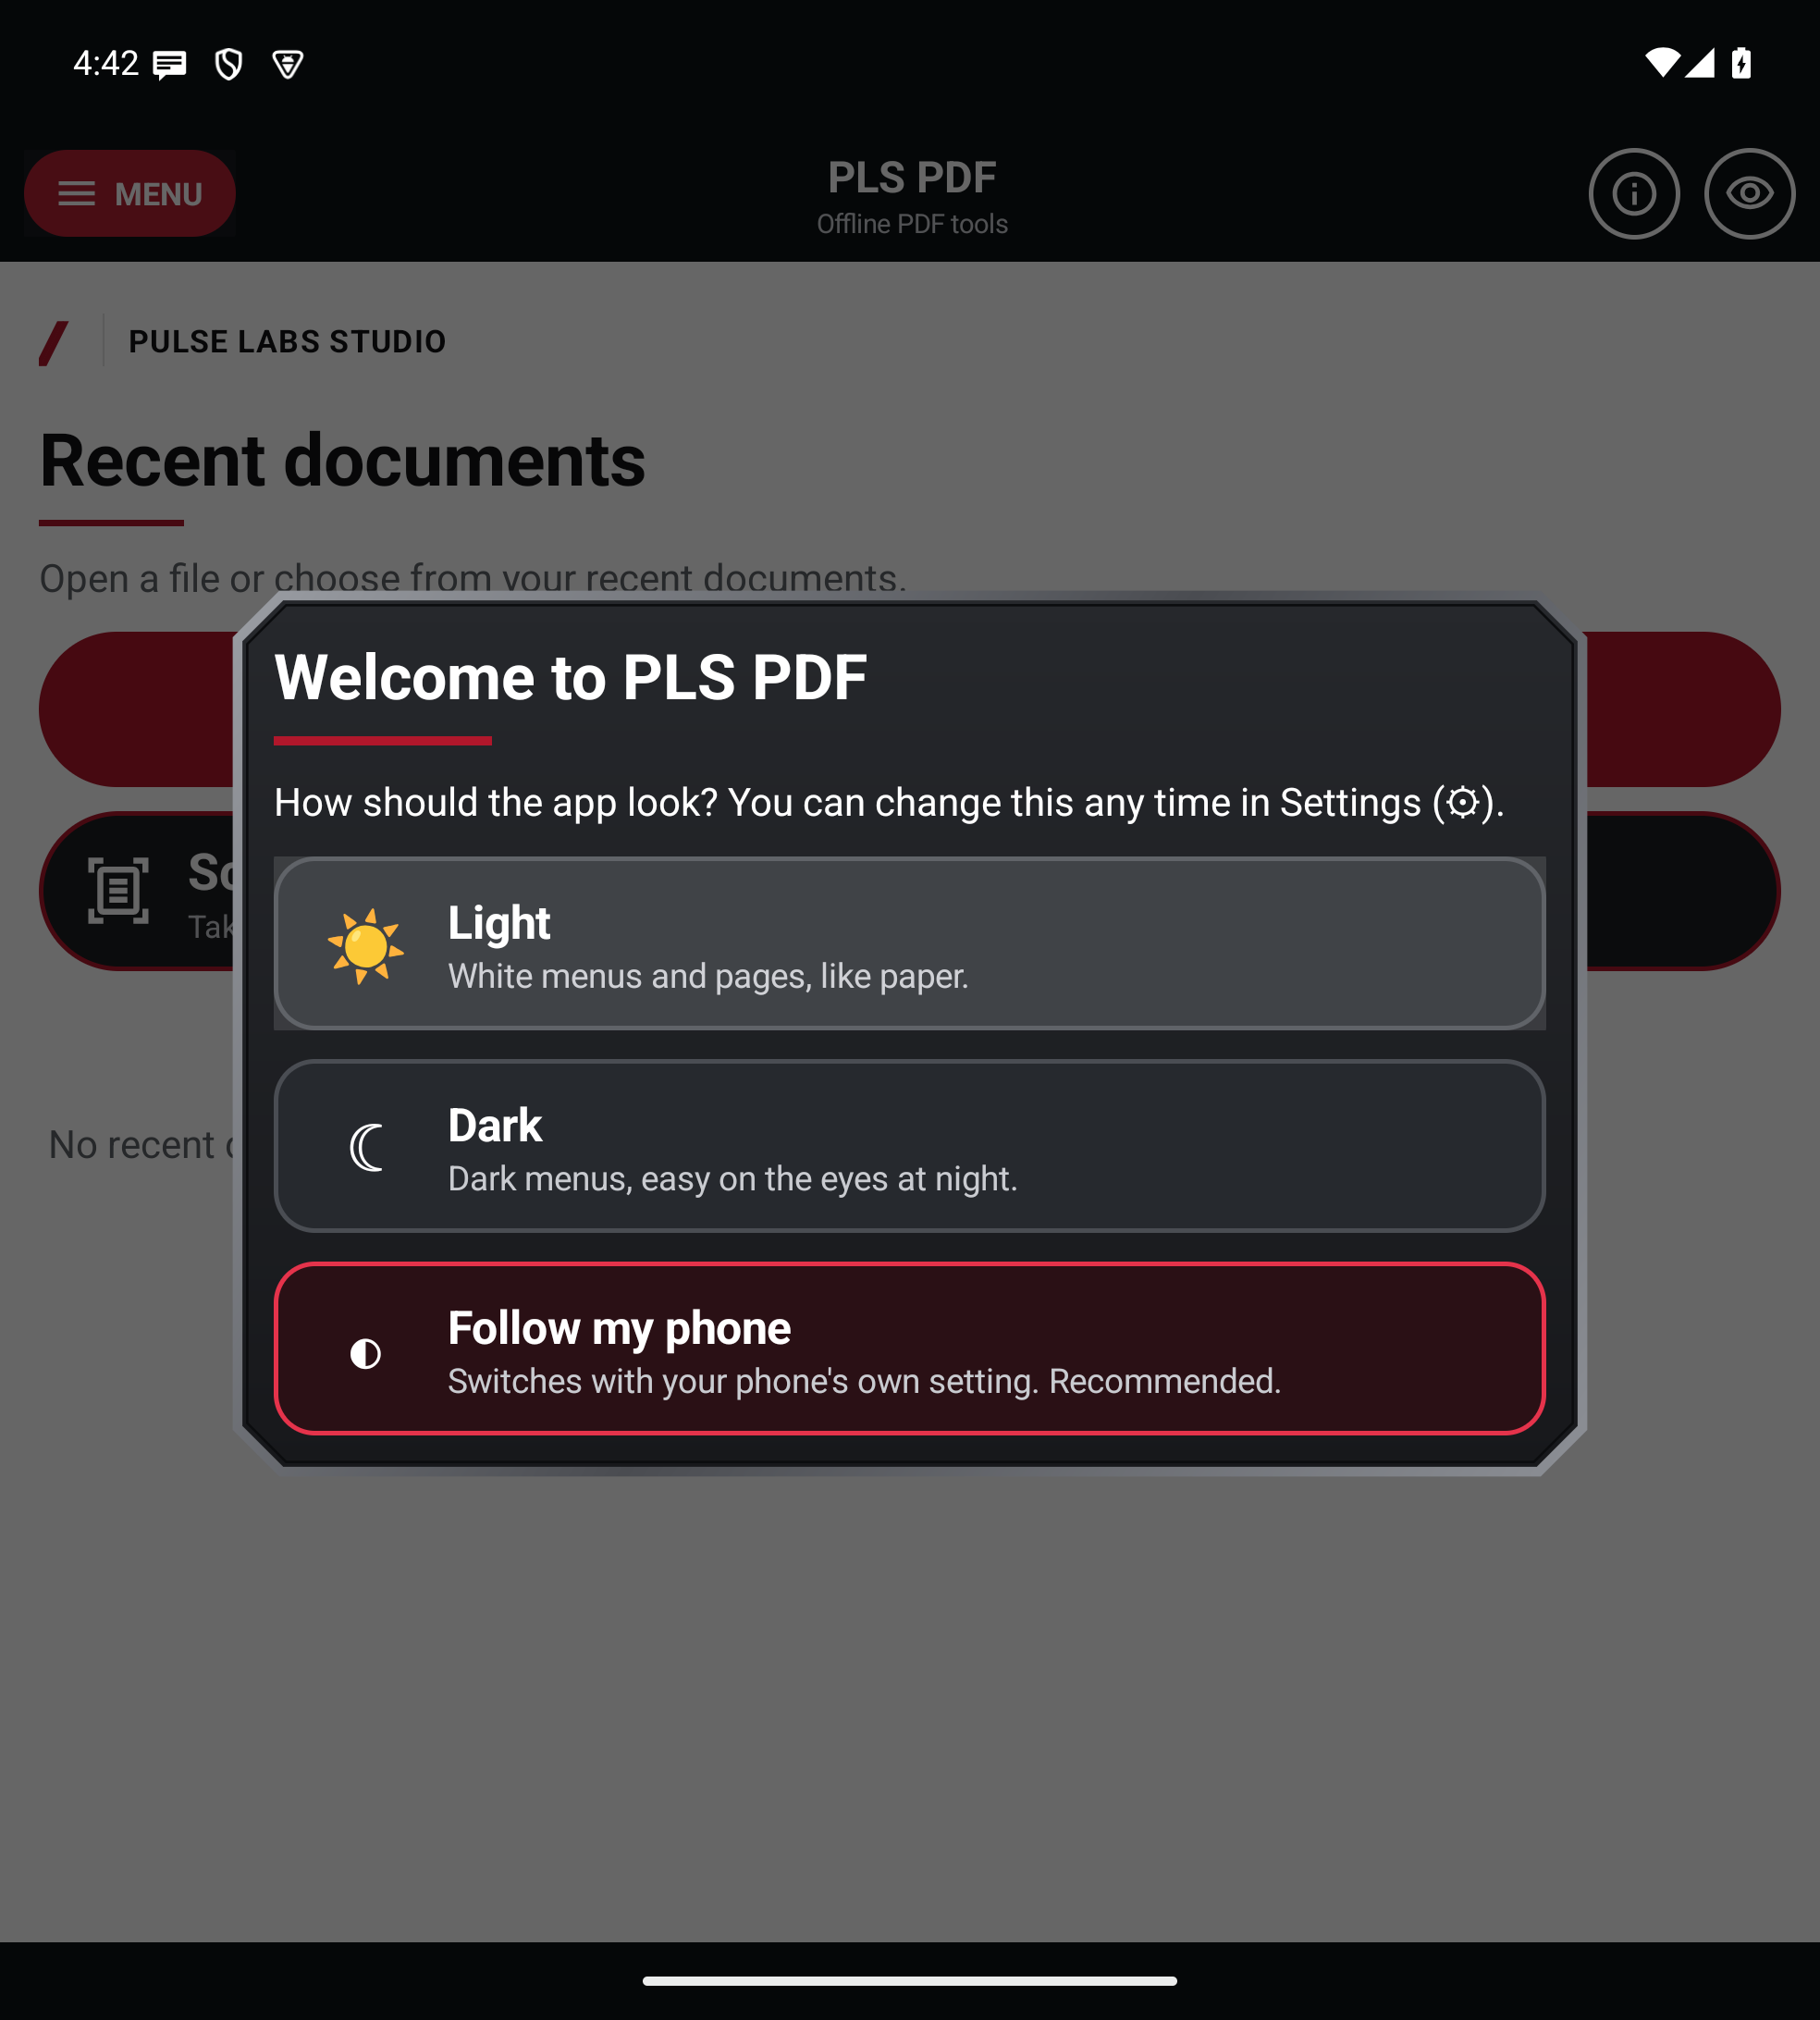 4:42
MENU
PLS PDF
Offline PDF tools
PULSE LABS STUDIO
Recent documents
Open a file or choose from your recent documents.
Welcome to PLS PDF
How should the app look? You can change this any time in Settings (⚙).
Light
White menus and pages, like paper.
Dark
Dark menus, easy on the eyes at night.
Follow my phone
Switches with your phone's own setting. Recommended.
No recent